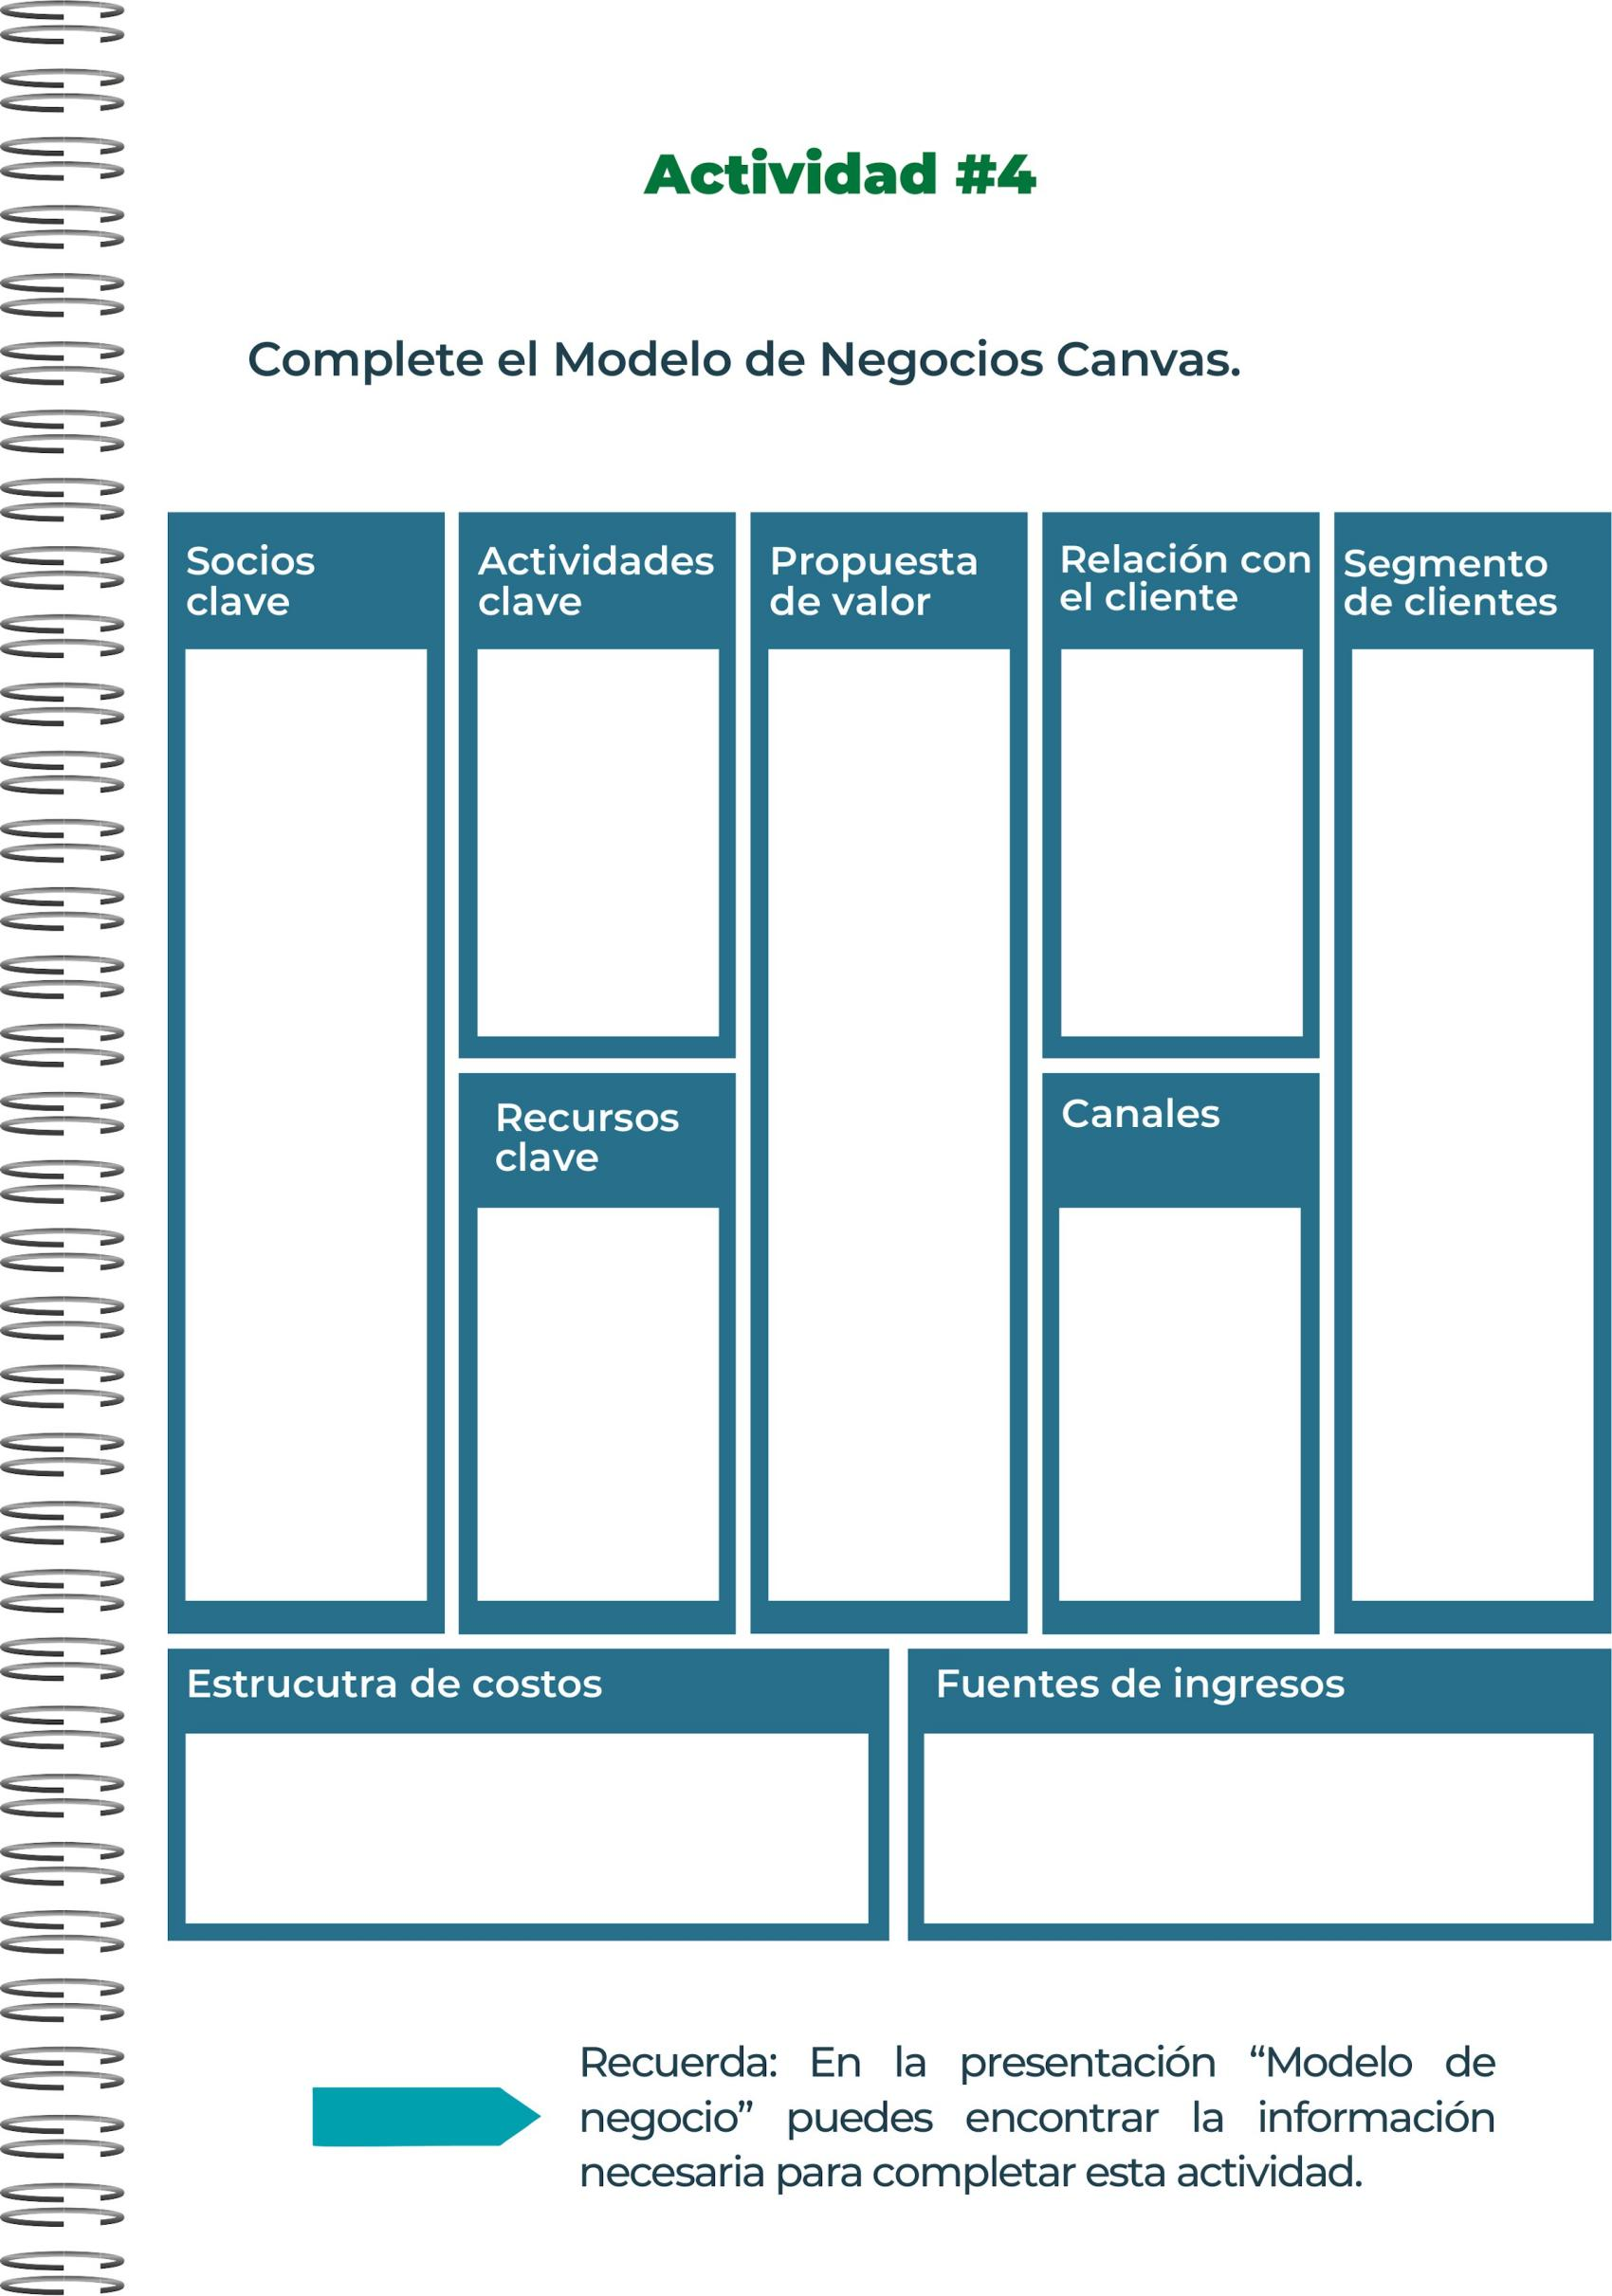 Actividad #4
Complete el Modelo de Negocios Canvas.
Socios
clave
Actividades
clave
Propuesta
de valor
Relación con
el cliente
Segmento
de clientes
Recursos
clave
Canales
Estrucutra de costos
Fuentes de ingresos
Recuerda: En la presentación “Modelo de
negocio” puedes encontrar la información
necesaria para completar esta actividad.